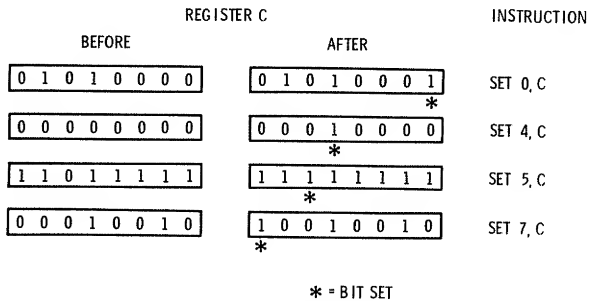 REGISTER C INSTRUCTION
BEFORE AFTER
0 1 0 1 0 0 0 0 0 1 0 1 0 0 0 1 SET 0, C
*
0 0 0 0 0 0 0 0 0 0 0 1 0 0 0 0 SET 4, C
*
1 1 0 1 1 1 1 1 1 1 1 1 1 1 1 1 SET 5, C
*
0 0 0 1 0 0 1 0 1 0 0 1 0 0 1 0 SET 7, C
*
* = BIT SET